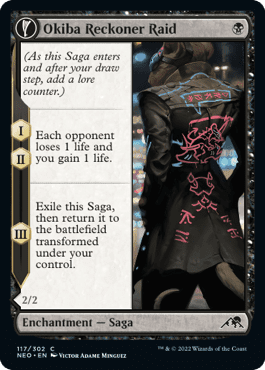 Okiba Reckoner Raid
(As this Saga enters
and after your draw
step, add a lore
counter.)
I
II
Each opponent
loses 1 life and
you gain 1 life.
III
Exile this Saga,
then return it to
the battlefield
transformed
under your
control.
2/2
Enchantment — Saga
117/302 C
NEO • EN VICTOR ADAME MINGUEZ
™ & © 2022 Wizards of the Coast